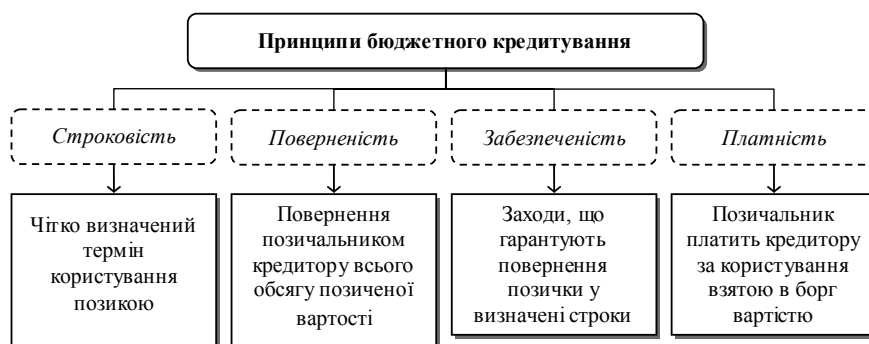 Принципи бюджетного кредитування
Строковість
Поверненість
Забезпеченість
Платність
Чітко визначений
термін
користування
позикою
Повернення
позичальником
кредитору всього
обсягу позиченої
вартості
Заходи, що
гарантують
повернення
позички у
визначені строки
Позичальник
платить кредитору
за користування
взятою в борг
вартістю